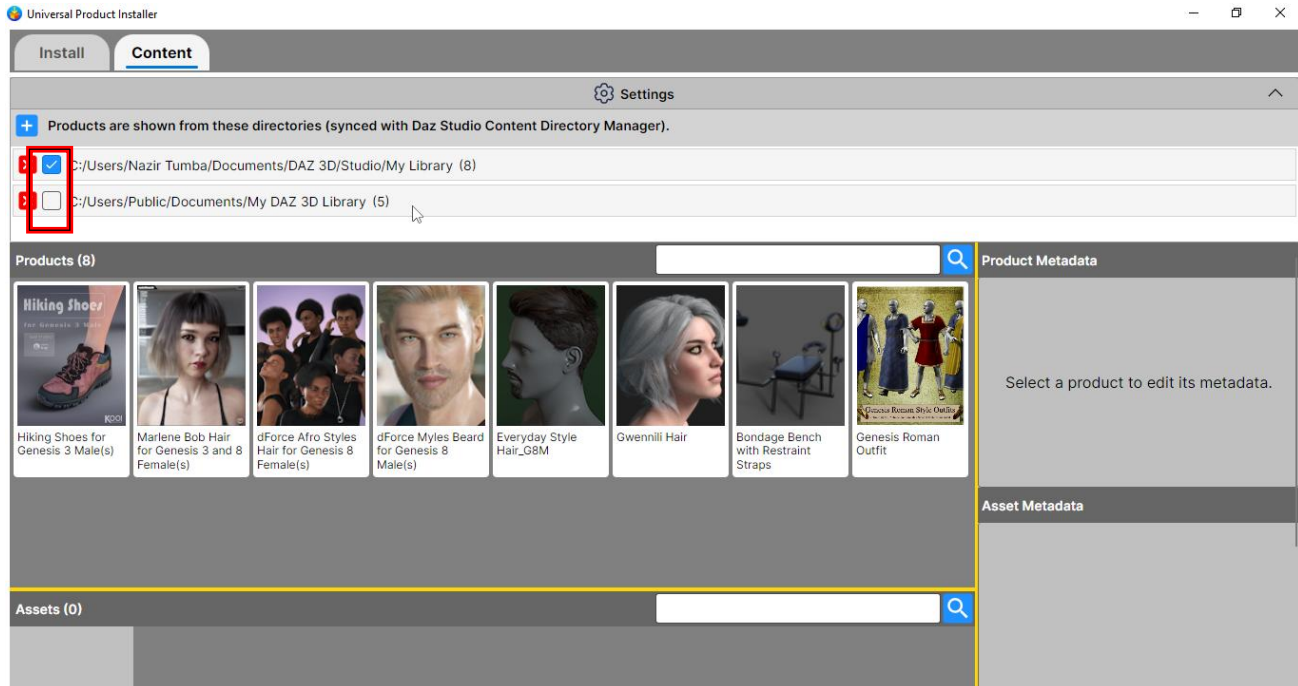 Universal Product Installer
Install
Content
Settings
Products are shown from these directories (synced with Daz Studio Content Directory Manager).
C:/Users/Nazir Tumba/Documents/DAZ 3D/Studio/My Library (8)
C:/Users/Public/Documents/My DAZ 3D Library (5)
Products (8)
Product Metadata
Hiking Shoes
for Genesis 3 Male
KOOI
Genesis Roman Style Outfits
Hiking Shoes for
Genesis 3 Male(s)
Marlene Bob Hair
for Genesis 3 and 8
Female(s)
dForce Afro Styles
Hair for Genesis 8
Female(s)
dForce Myles Beard
for Genesis 8
Male(s)
Everyday Style
Hair_G8M
Gwennili Hair
Bondage Bench
with Restraint
Straps
Genesis Roman
Outfit
Select a product to edit its metadata.
Asset Metadata
Assets (0)